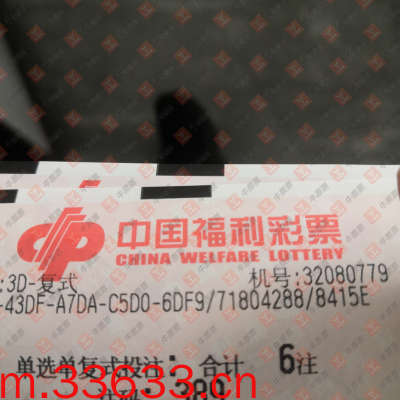 中国福利彩票
CHINA WELFARE LOTTERY
:3D-复式 机号:32080779
-43DF-A7DA-C5D0-6DF9/71804288/8415E
单选单复式投注: 合计 6注
m.33633.cn
389